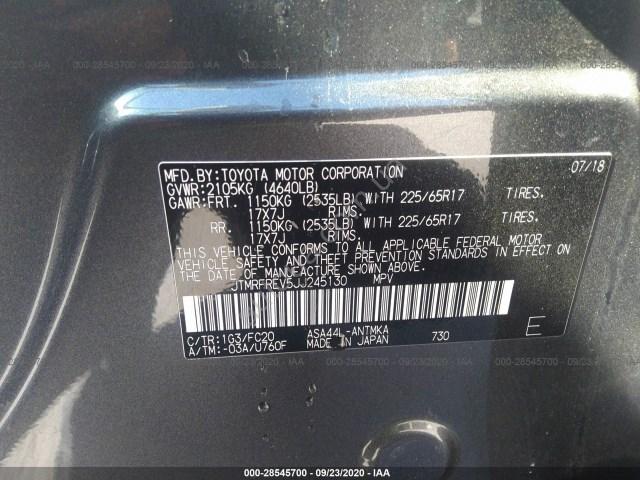 000-28545700 - 09/23/2020 - IAA
MFD.BY:TOYOTA MOTOR CORPORATION 07/18
GVWR:2105KG (4640LB)
GAWR:FRT. 1150KG (2535LB) WITH 225/65R17 TIRES.
17X7J RIMS.
RR. 1150KG (2535LB) WITH 225/65R17 TIRES.
17X7J RIMS.
THIS VEHICLE CONFORMS TO ALL APPLICABLE FEDERAL MOTOR
VEHICLE SAFETY AND THEFT PREVENTION STANDARDS IN EFFECT ON
THE DATE OF MANUFACTURE SHOWN ABOVE.
JTMRFREV5JJ245130 MPV
C/TR:1G3/FC20 ASA44L-ANTMKA 730 E
A/TM:-03A/U760F MADE IN JAPAN
000-28545700 - 09/23/2020 - IAA